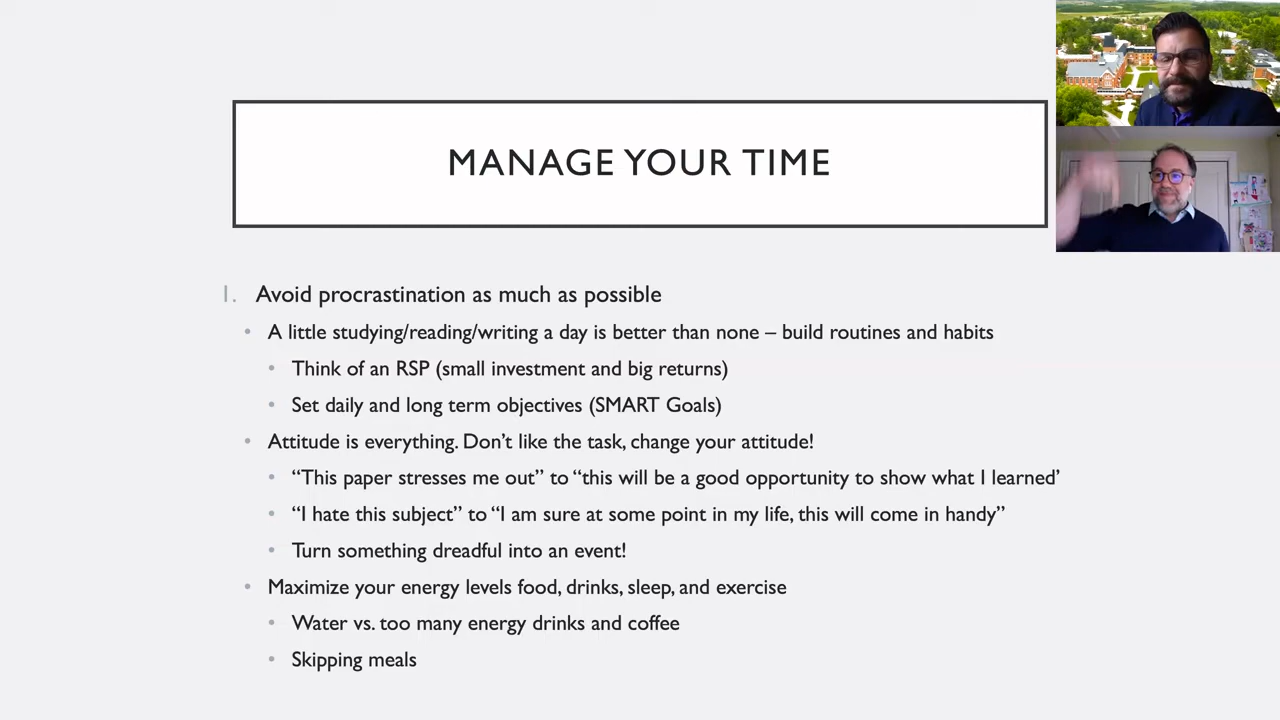 MANAGE YOUR TIME
1. Avoid procrastination as much as possible
• A little studying/reading/writing a day is better than none – build routines and habits
• Think of an RSP (small investment and big returns)
• Set daily and long term objectives (SMART Goals)
• Attitude is everything. Don’t like the task, change your attitude!
• “This paper stresses me out” to “this will be a good opportunity to show what I learned’
• “I hate this subject” to “I am sure at some point in my life, this will come in handy”
• Turn something dreadful into an event!
• Maximize your energy levels food, drinks, sleep, and exercise
• Water vs. too many energy drinks and coffee
• Skipping meals